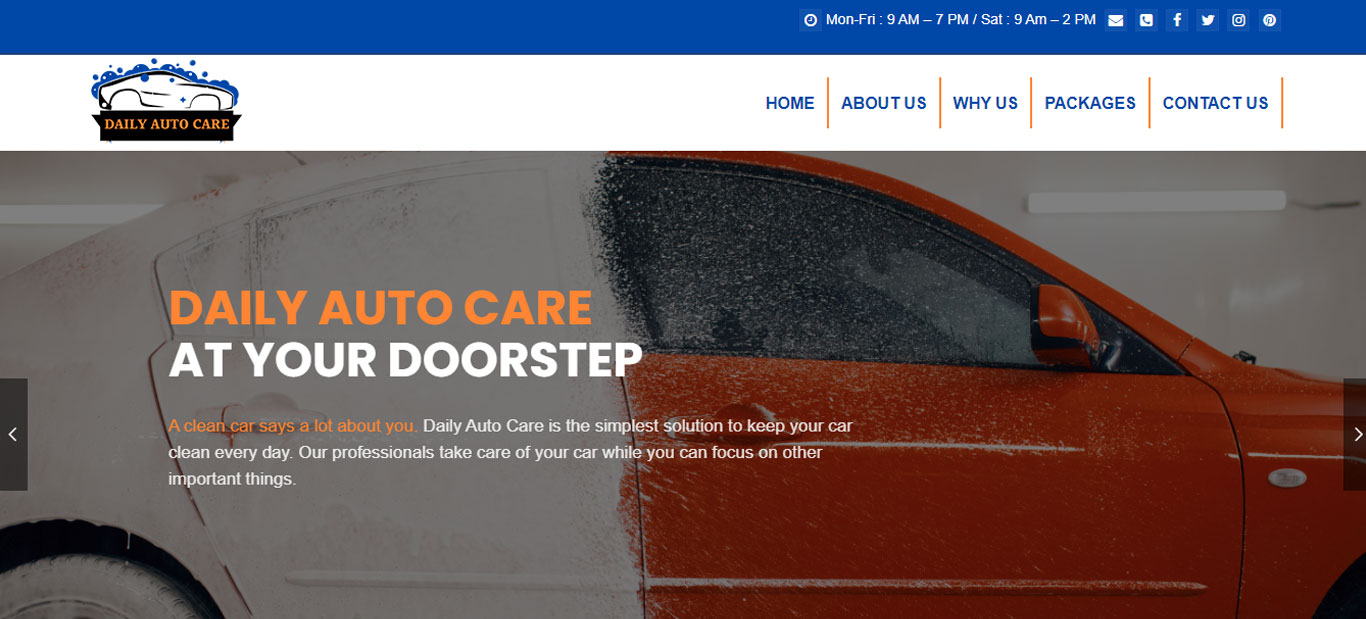 Mon-Fri : 9 AM – 7 PM / Sat : 9 Am – 2 PM
DAILY AUTO CARE
HOME
ABOUT US
WHY US
PACKAGES
CONTACT US
DAILY AUTO CARE
AT YOUR DOORSTEP
A clean car says a lot about you. Daily Auto Care is the simplest solution to keep your car
clean every day. Our professionals take care of your car while you can focus on other
important things.